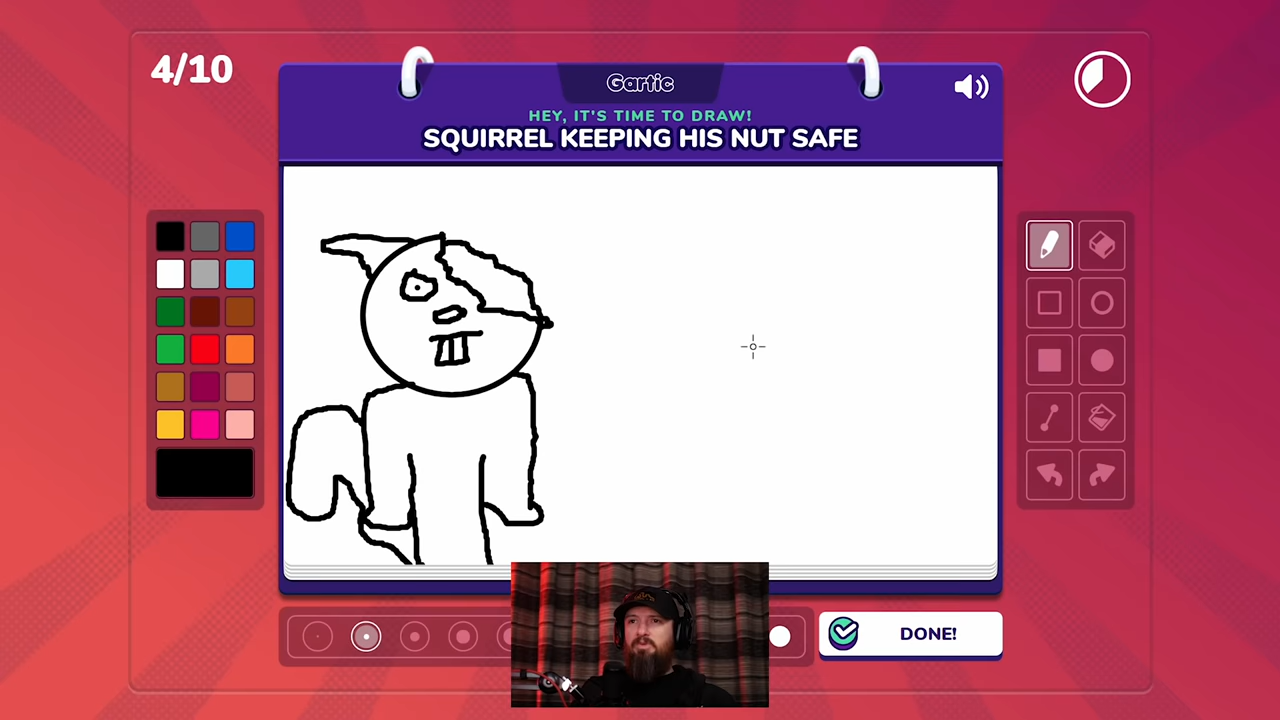 4/10
Gartic
HEY, IT'S TIME TO DRAW!
SQUIRREL KEEPING HIS NUT SAFE
DONE!